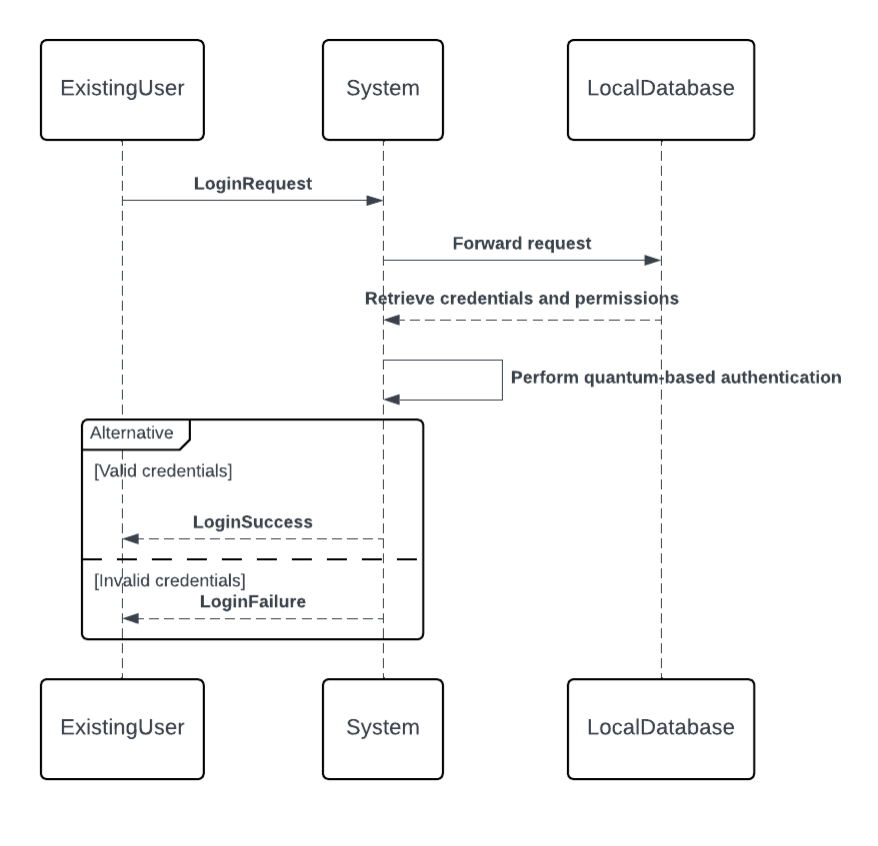 ExistingUser
System
LocalDatabase
LoginRequest
Forward request
Retrieve credentials and permissions
Perform quantum-based authentication
Alternative
[Valid credentials]
LoginSuccess
[Invalid credentials]
LoginFailure
ExistingUser
System
LocalDatabase